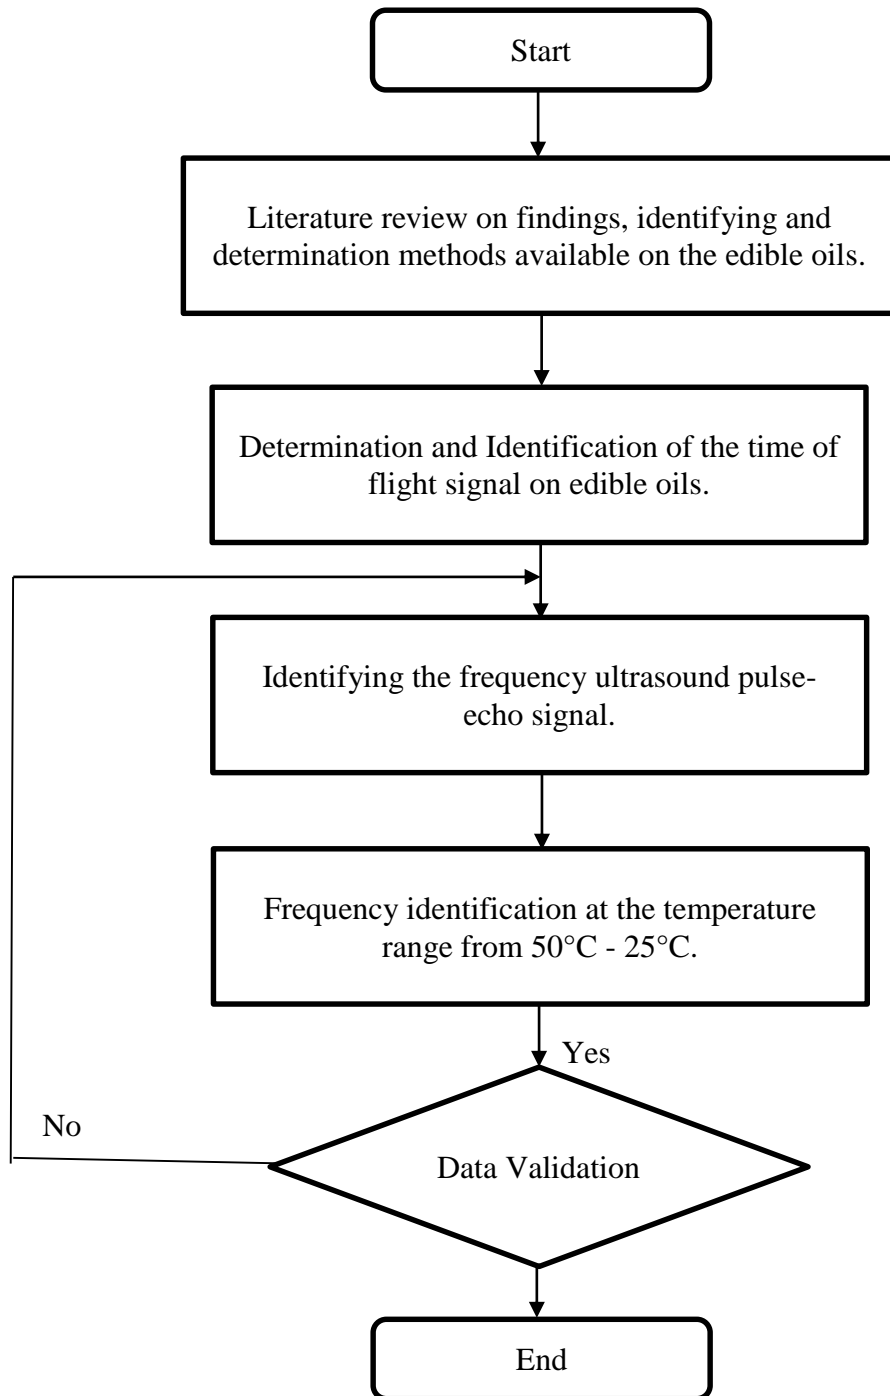 Start
Literature review on findings, identifying and
determination methods available on the edible oils.
Determination and Identification of the time of
flight signal on edible oils.
Identifying the frequency ultrasound pulse-
echo signal.
Frequency identification at the temperature
range from 50°C - 25°C.
Yes
No
Data Validation
End